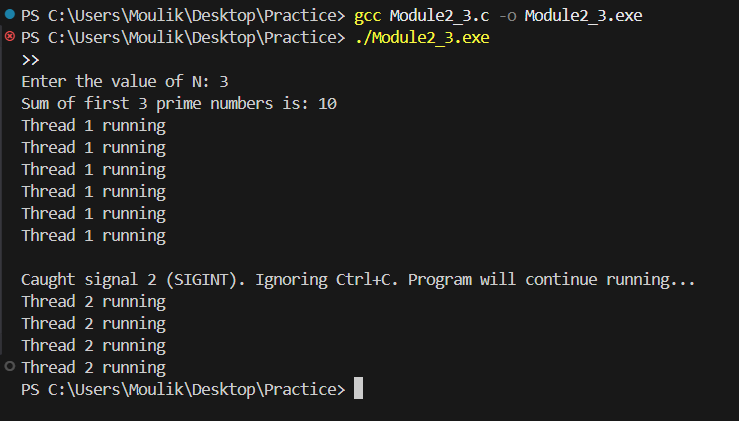 PS C:\Users\Moulik\Desktop\Practice> gcc Module2_3.c -o Module2_3.exe
PS C:\Users\Moulik\Desktop\Practice> ./Module2_3.exe
>>
Enter the value of N: 3
Sum of first 3 prime numbers is: 10
Thread 1 running
Thread 1 running
Thread 1 running
Thread 1 running
Thread 1 running
Thread 1 running
Caught signal 2 (SIGINT). Ignoring Ctrl+C. Program will continue running...
Thread 2 running
Thread 2 running
Thread 2 running
Thread 2 running
PS C:\Users\Moulik\Desktop\Practice>